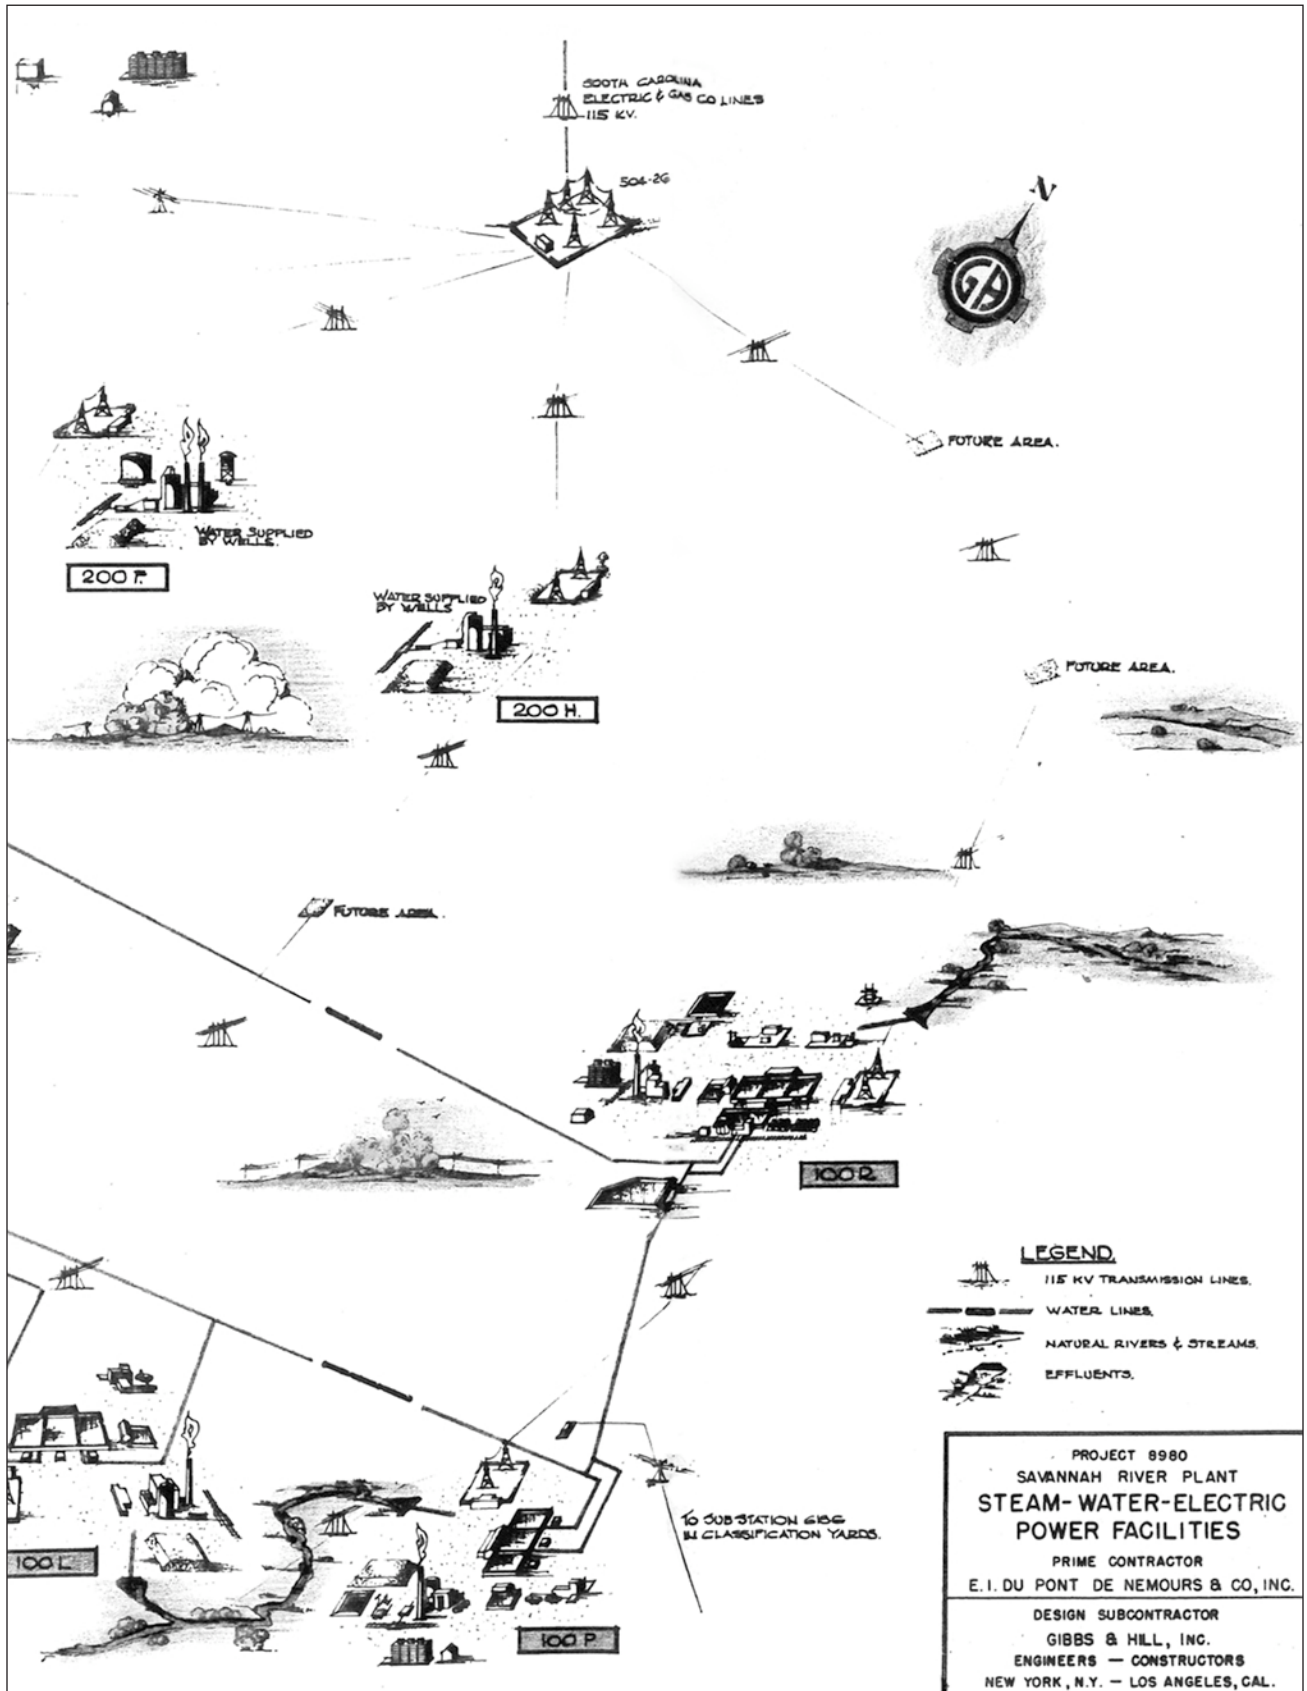 SOUTH CAROLINA
ELECTRIC & GAS CO LINES
115 KV.
504-2G
N
GH
FUTURE AREA.
WATER SUPPLIED
BY WELLS.
200 F.
WATER SUPPLIED
BY WELLS
200 H.
FUTURE AREA.
FUTURE AREA.
100 R
LEGEND.
115 KV TRANSMISSION LINES.
WATER LINES.
NATURAL RIVERS & STREAMS.
EFFLUENTS.
TO SUB STATION 618G
IN CLASSIFICATION YARDS.
100 L
100 P
PROJECT 8980
SAVANNAH RIVER PLANT
STEAM-WATER-ELECTRIC
POWER FACILITIES
PRIME CONTRACTOR
E. I. DU PONT DE NEMOURS & CO, INC.
DESIGN SUBCONTRACTOR
GIBBS & HILL, INC.
ENGINEERS — CONSTRUCTORS
NEW YORK, N.Y. — LOS ANGELES, CAL.